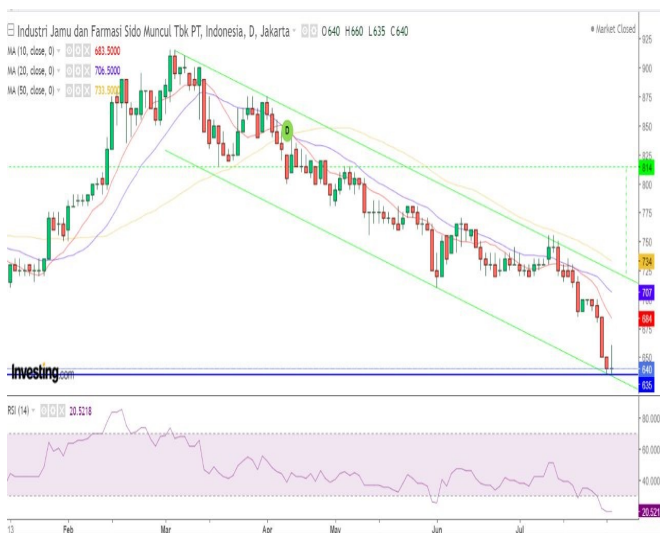 Industri Jamu dan Farmasi Sido Muncul Tbk PT, Indonesia, D, Jakarta O640 H660 L635 C640
Market Closed
MA (10, close, 0) 683.5000
MA (20, close, 0) 706.5000
MA (50, close, 0) 733.5000
D
925
900
875
850
825
814
800
775
750
734
725
707
684
675
650
640
635
Investing.com
RSI (14) 20.5218
80.000
60.000
40.000
20.521
13 Feb Mar Apr May Jun Jul